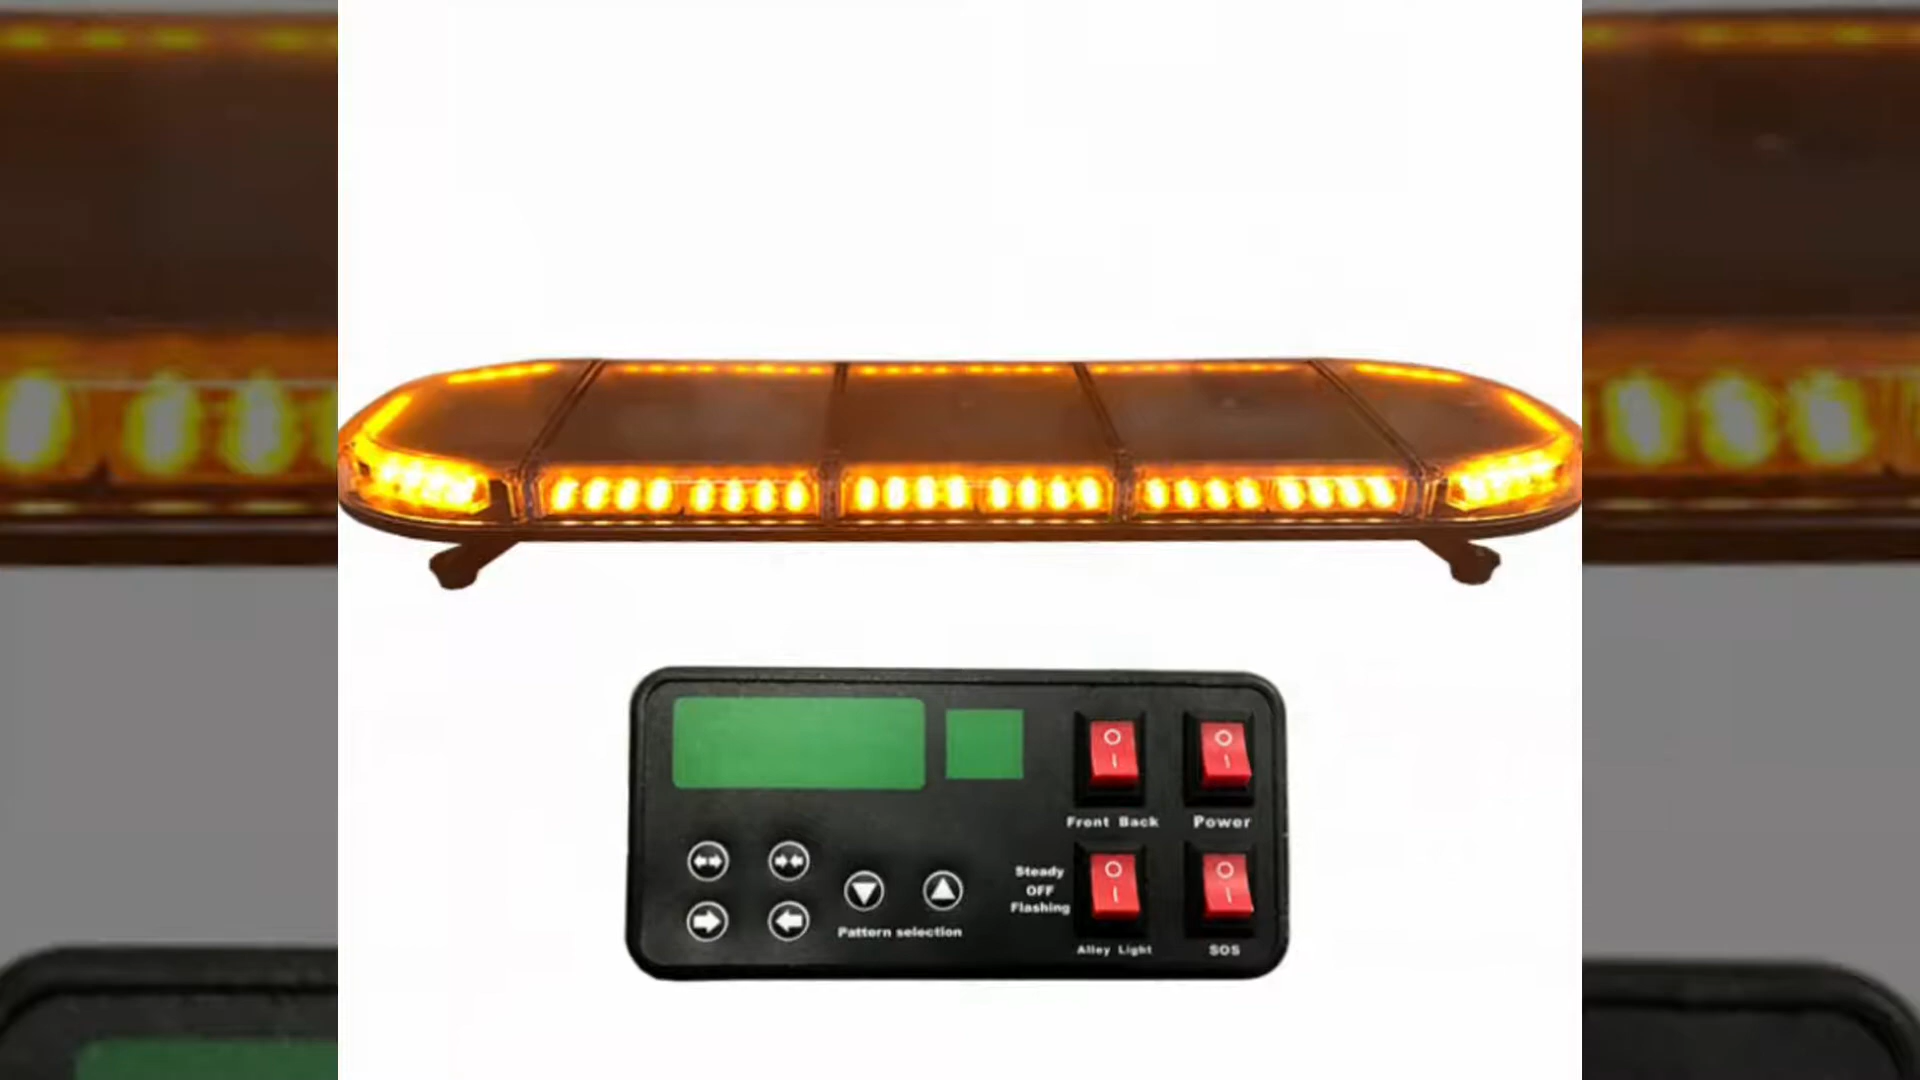 Front Back
Power
Steady
OFF
Flashing
Pattern selection
Alley Light
SOS